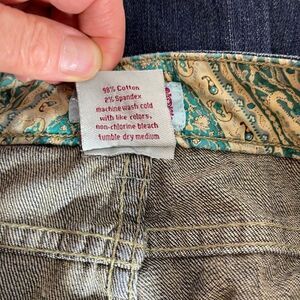 98% Cotton
2% Spandex
machine wash cold
with like colors,
non-chlorine bleach
tumble dry medium